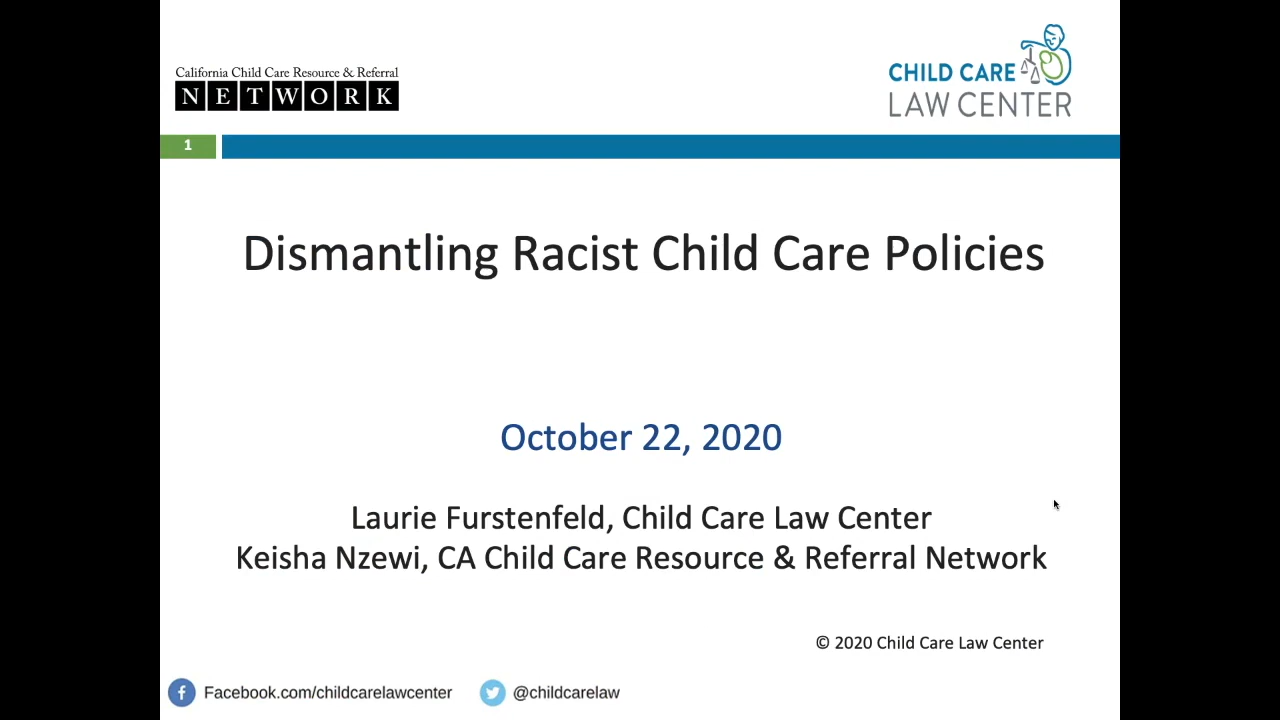 California Child Care Resource & Referral
NETWORK
CHILD CARE
LAW CENTER
1
Dismantling Racist Child Care Policies
October 22, 2020
Laurie Furstenfeld, Child Care Law Center
Keisha Nzewi, CA Child Care Resource & Referral Network
© 2020 Child Care Law Center
Facebook.com/childcarelawcenter
@childcarelaw